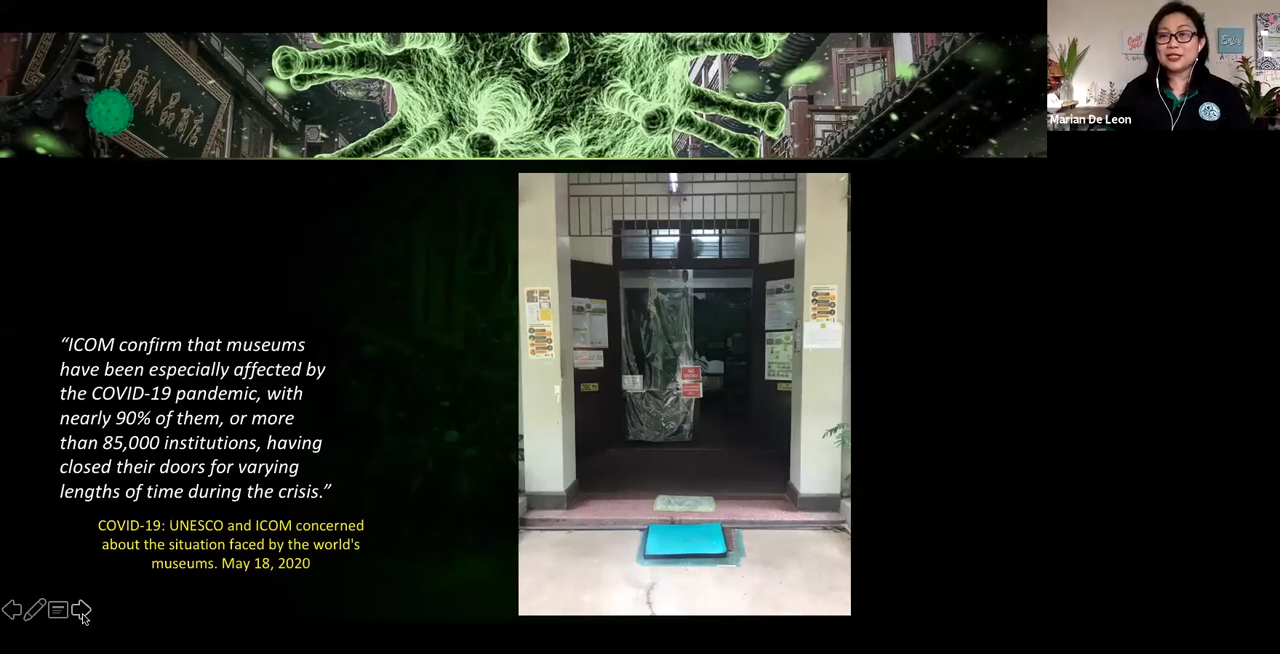 Enjoy
Marian De Leon
“ICOM confirm that museums
have been especially affected by
the COVID-19 pandemic, with
nearly 90% of them, or more
than 85,000 institutions, having
closed their doors for varying
lengths of time during the crisis.”
COVID-19: UNESCO and ICOM concerned
about the situation faced by the world's
museums. May 18, 2020
NO